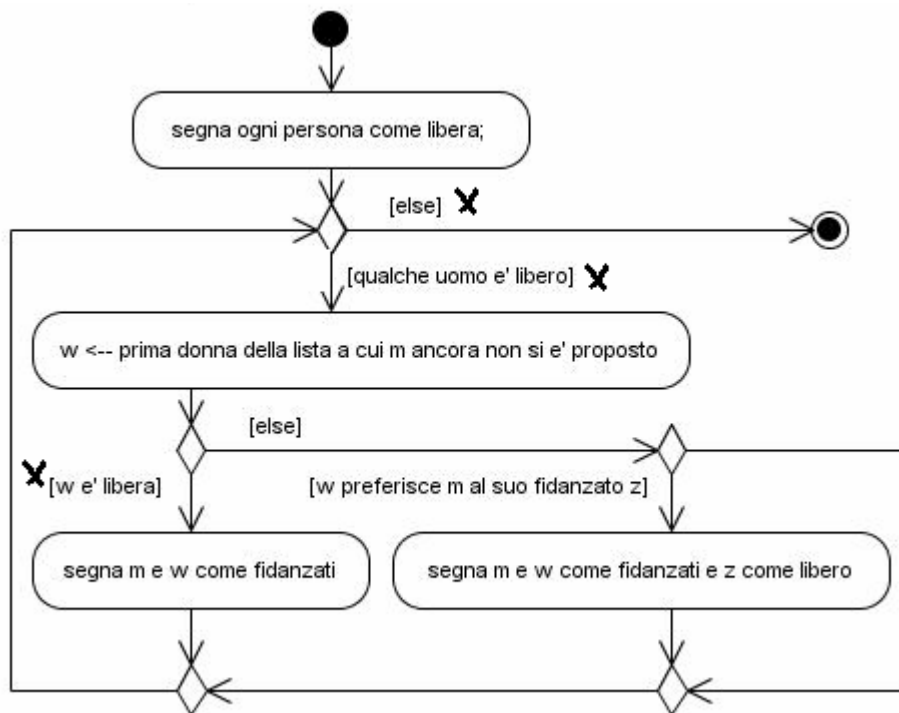 segna ogni persona come libera;
[else]
[qualche uomo e' libero]
w <-- prima donna della lista a cui m ancora non si e' proposto
[else]
[w e' libera]
[w preferisce m al suo fidanzato z]
segna m e w come fidanzati
segna m e w come fidanzati e z come libero